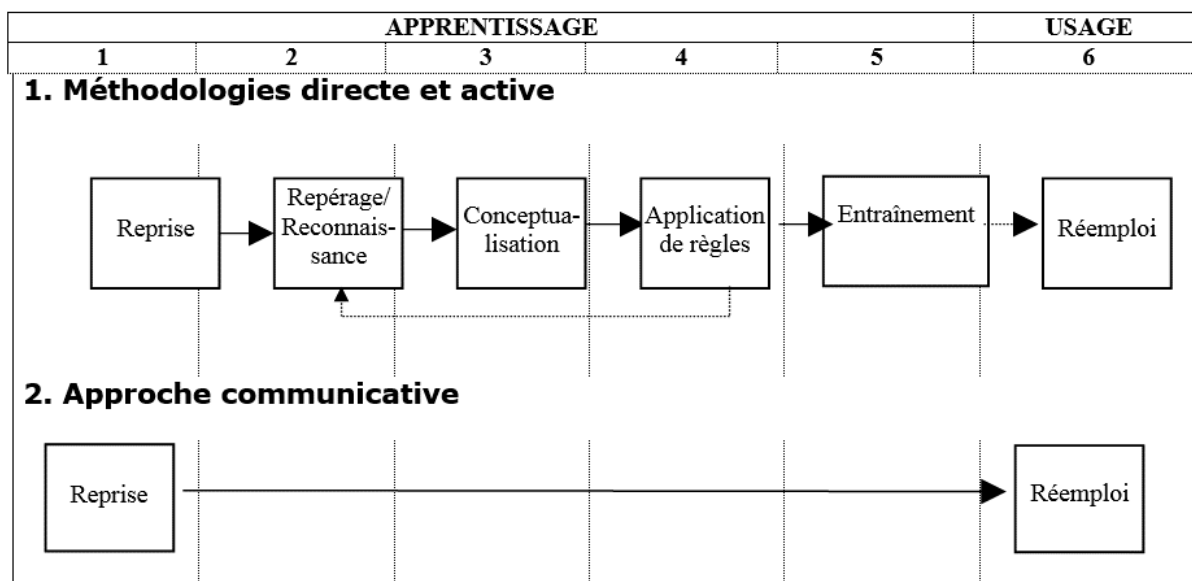 APPRENTISSAGE USAGE
1 2 3 4 5 6
1. Méthodologies directe et active
Reprise
Repérage/
Reconnais-
sance
Conceptua-
lisation
Application
de règles
Entraînement
Réemploi
2. Approche communicative
Reprise
Réemploi